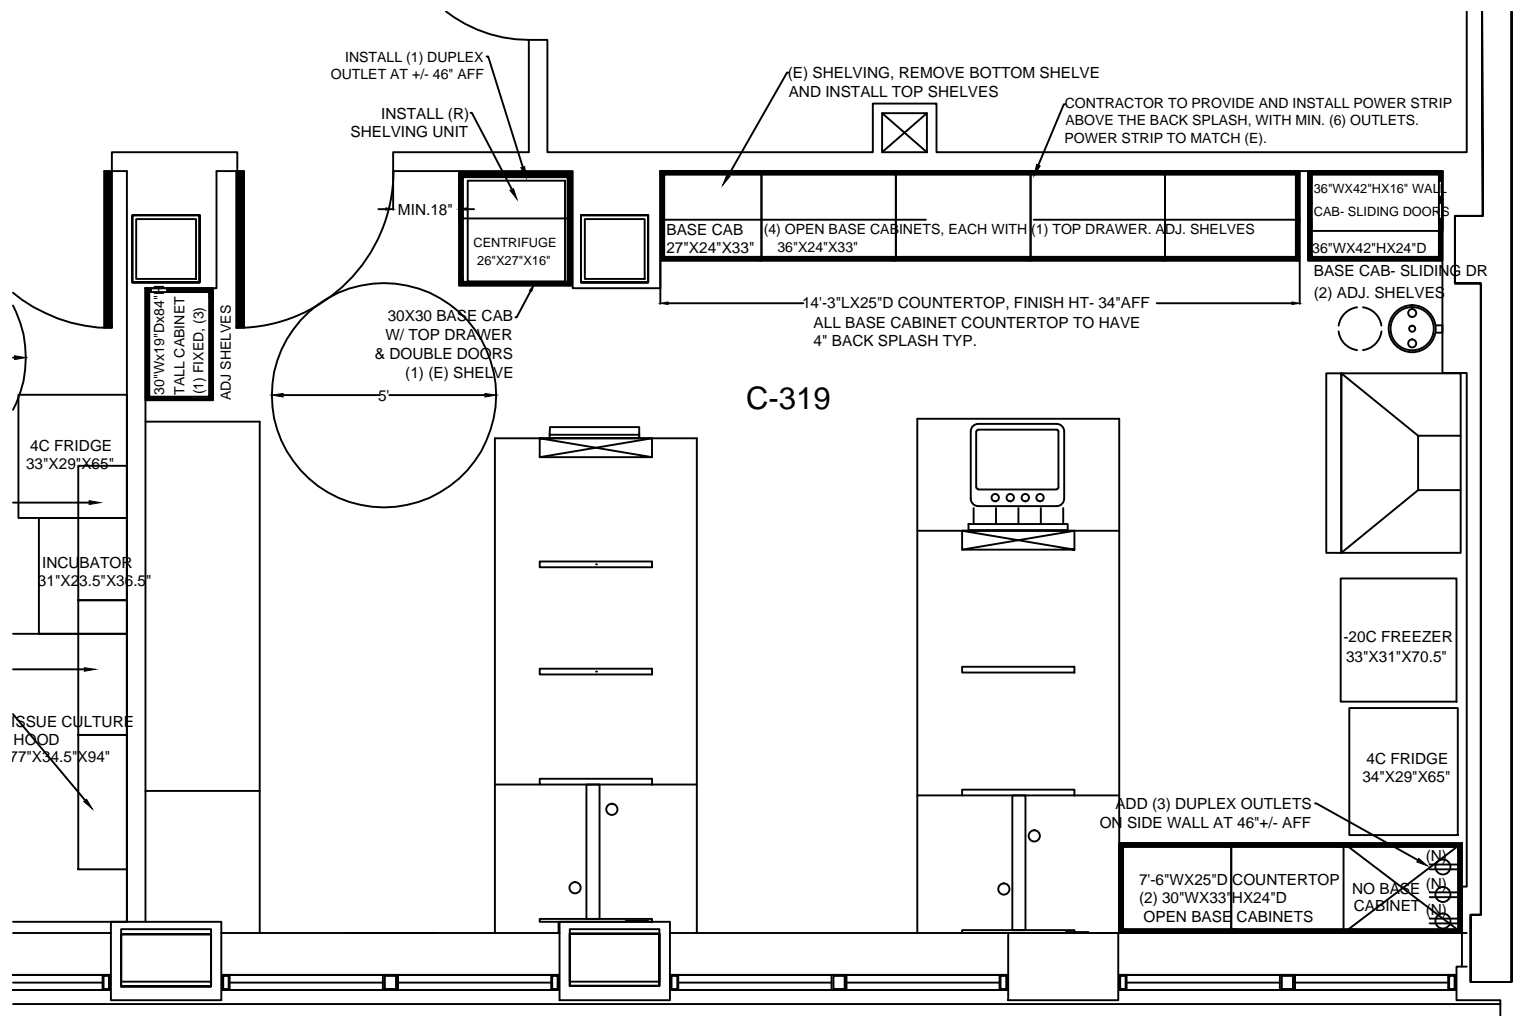 INSTALL (1) DUPLEX
OUTLET AT +/- 46" AFF
INSTALL (R)
SHELVING UNIT
(E) SHELVING, REMOVE BOTTOM SHELVE
AND INSTALL TOP SHELVES
CONTRACTOR TO PROVIDE AND INSTALL POWER STRIP
ABOVE THE BACK SPLASH, WITH MIN. (6) OUTLETS.
POWER STRIP TO MATCH (E).
MIN.18"
CENTRIFUGE
26"X27"X16"
BASE CAB
27"X24"X33"
(4) OPEN BASE CABINETS, EACH WITH (1) TOP DRAWER. ADJ. SHELVES
36"X24"X33"
36"WX42"HX16" WALL
CAB- SLIDING DOORS
36"WX42"HX24"D
BASE CAB- SLIDING DR
(2) ADJ. SHELVES
30"Wx19"Dx84"H
TALL CABINET
(1) FIXED, (3)
ADJ SHELVES
30X30 BASE CAB
W/ TOP DRAWER
& DOUBLE DOORS
(1) (E) SHELVE
14'-3"LX25"D COUNTERTOP, FINISH HT- 34"AFF
ALL BASE CABINET COUNTERTOP TO HAVE
4" BACK SPLASH TYP.
5'
C-319
4C FRIDGE
33"X29"X65"
INCUBATOR
31"X23.5"X36.5"
ISSUE CULTURE
HOOD
77"X34.5"X94"
-20C FREEZER
33"X31"X70.5"
4C FRIDGE
34"X29"X65"
ADD (3) DUPLEX OUTLETS
ON SIDE WALL AT 46"+/- AFF
7'-6"WX25"D COUNTERTOP
(2) 30"WX33"HX24"D
OPEN BASE CABINETS
NO BASE
CABINET
(N)
(N)
(N)